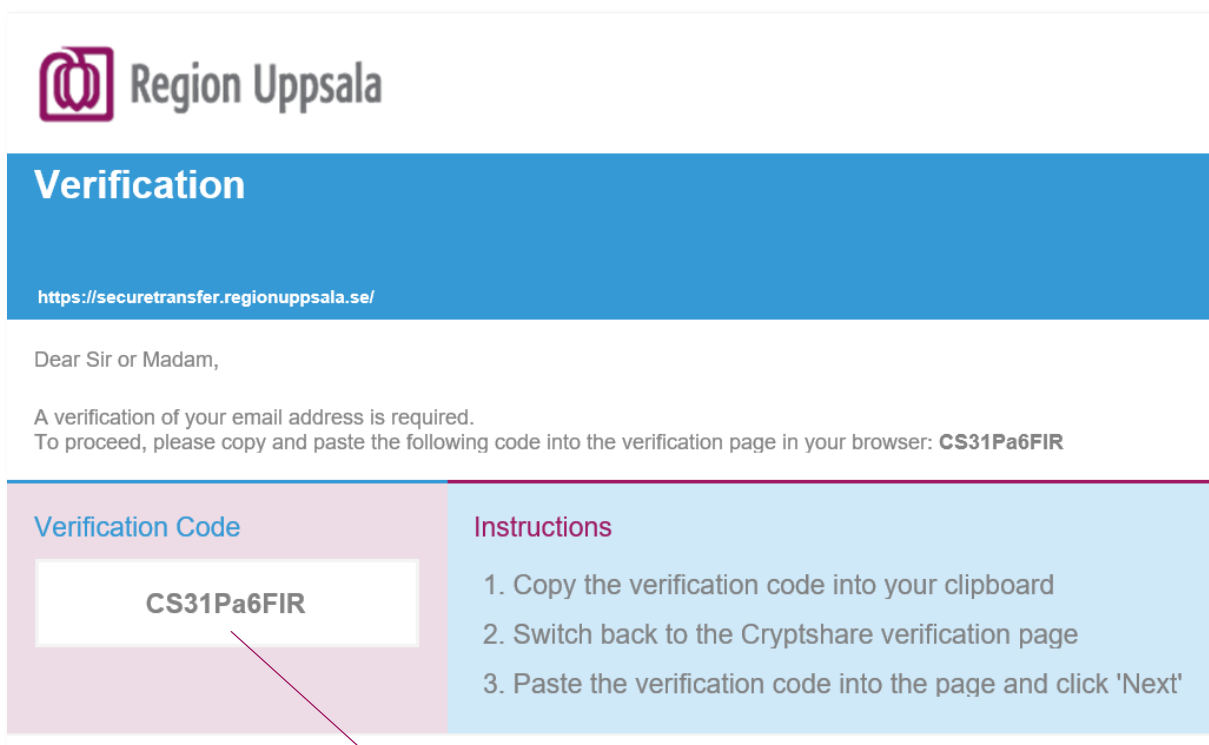 Region Uppsala
Verification
https://securetransfer.regionuppsala.se/
Dear Sir or Madam,
A verification of your email address is required.
To proceed, please copy and paste the following code into the verification page in your browser: CS31Pa6FIR
Verification Code
CS31Pa6FIR
Instructions
1. Copy the verification code into your clipboard
2. Switch back to the Cryptshare verification page
3. Paste the verification code into the page and click 'Next'